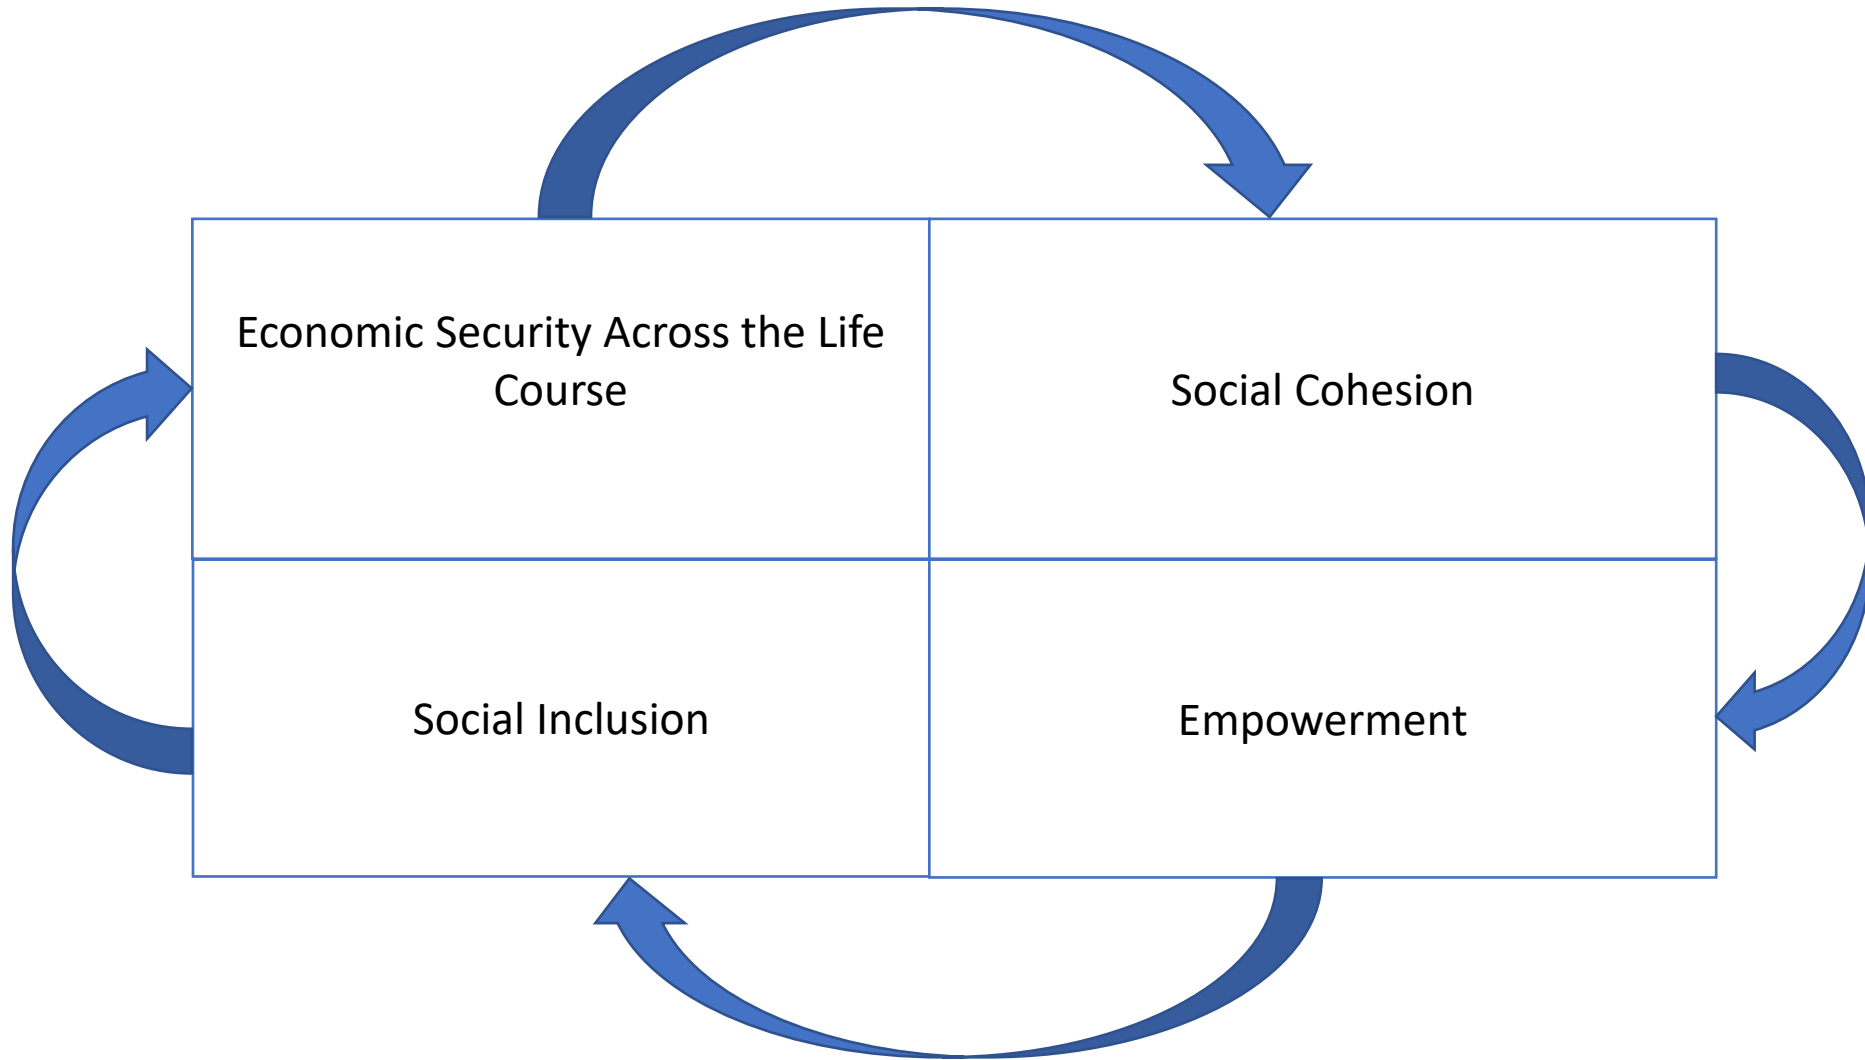 Economic Security Across the Life
Course
Social Cohesion
Social Inclusion
Empowerment